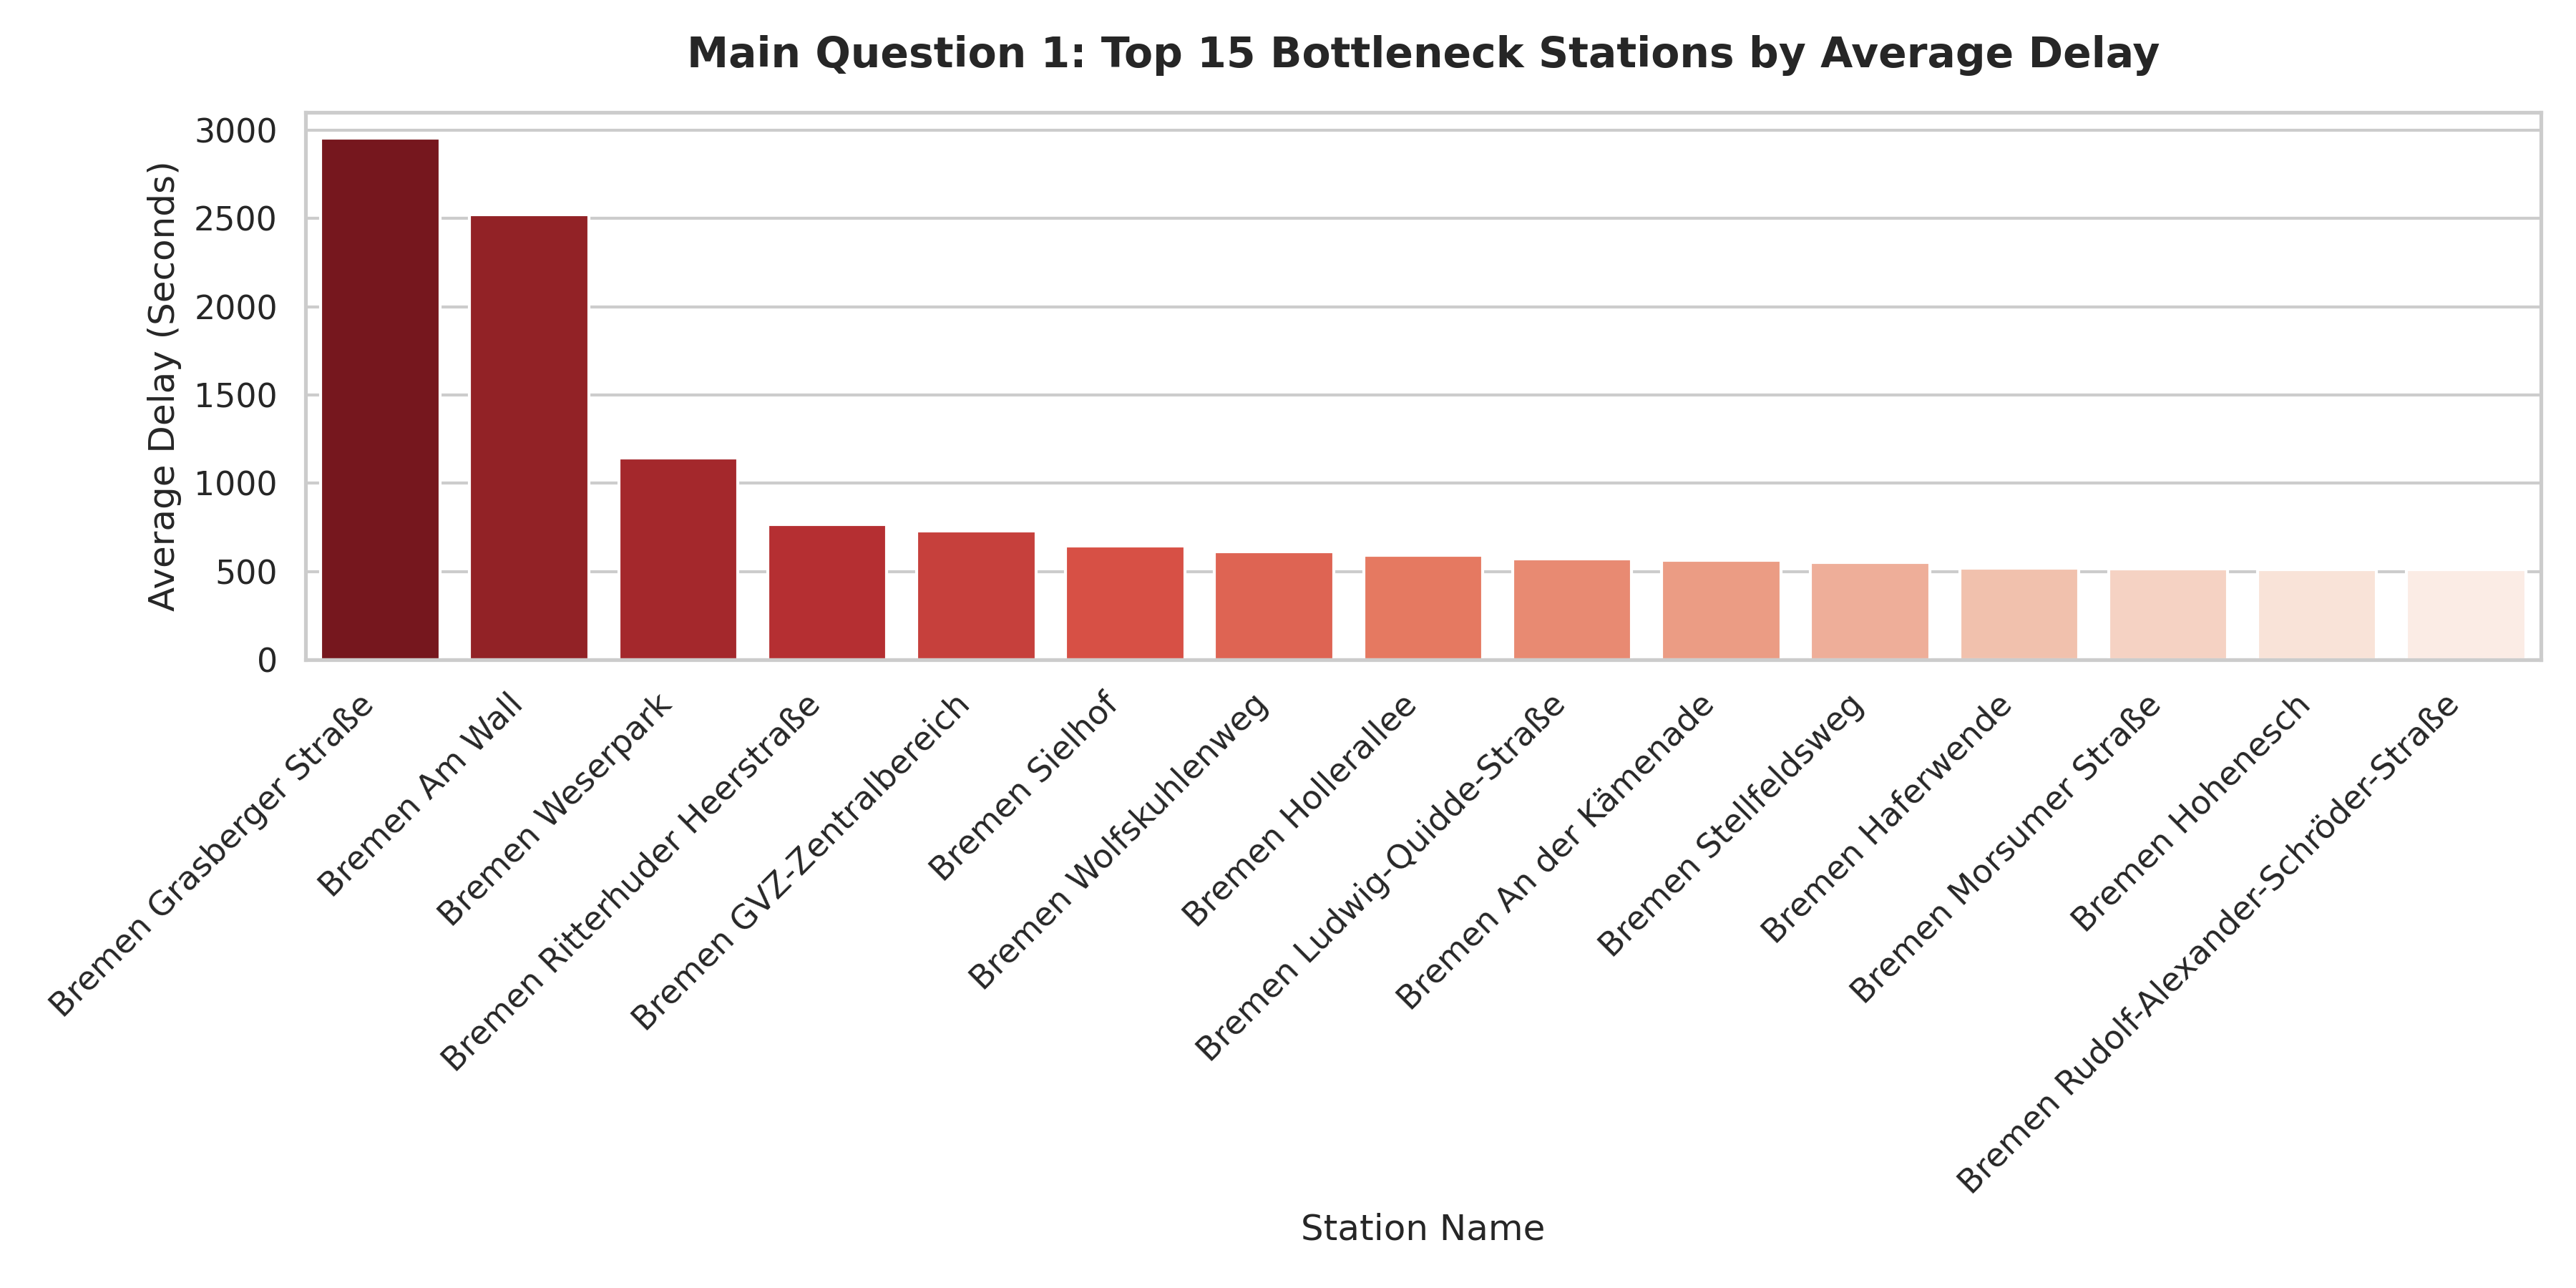 Main Question 1: Top 15 Bottleneck Stations by Average Delay
Average Delay (Seconds)
3000
2500
2000
1500
1000
500
0
Bremen Grasberger Straße
Bremen Am Wall
Bremen Weserpark
Bremen Ritterhuder Heerstraße
Bremen GVZ-Zentralbereich
Bremen Sielhof
Bremen Wolfskuhlenweg
Bremen Hollerallee
Bremen Ludwig-Quidde-Straße
Bremen An der Kämenade
Bremen Stellfeldsweg
Bremen Haferwende
Bremen Morsumer Straße
Bremen Hohenesch
Bremen Rudolf-Alexander-Schröder-Straße
Station Name